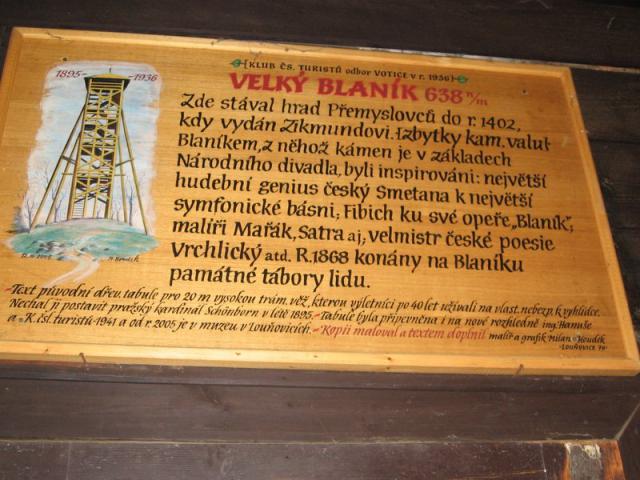 KLUB ČS. TURISTŮ odbor VOTICE v r. 1936
1895 - 1936
VELKÝ BLANÍK 638 n/m
Zde stával hrad Přemyslovců do r. 1402,
kdy vydán Zikmundovi. I zbytky kam. valu
Blaníkem, z něhož kámen je v základech
Národního divadla, byli inspirováni: největší
hudební genius český Smetana k největší
symfonické básni, Fibich ku své opeře „Blaník“,
malíři Mařák, Satra aj., velmistr české poesie
Vrchlický atd. R. 1868 konány na Blaníku
památné tábory lidu.
- Text původní dřev. tabule pro 20 m vysokou trám. věž, kterou výletníci po 40 let užívali na vlast. nebezp. k vyhlídce.
Nechal ji postavit pražský kardinál Schönborn v létě 1895. - Tabule byla připevněna i na nové rozhledně ing. Hanuše
a K. čsl. turistů - 1941 a od r. 2005 je v muzeu v Louňovicích. - Kopii maloval a textem doplnil malíř a grafik Milan Houdek